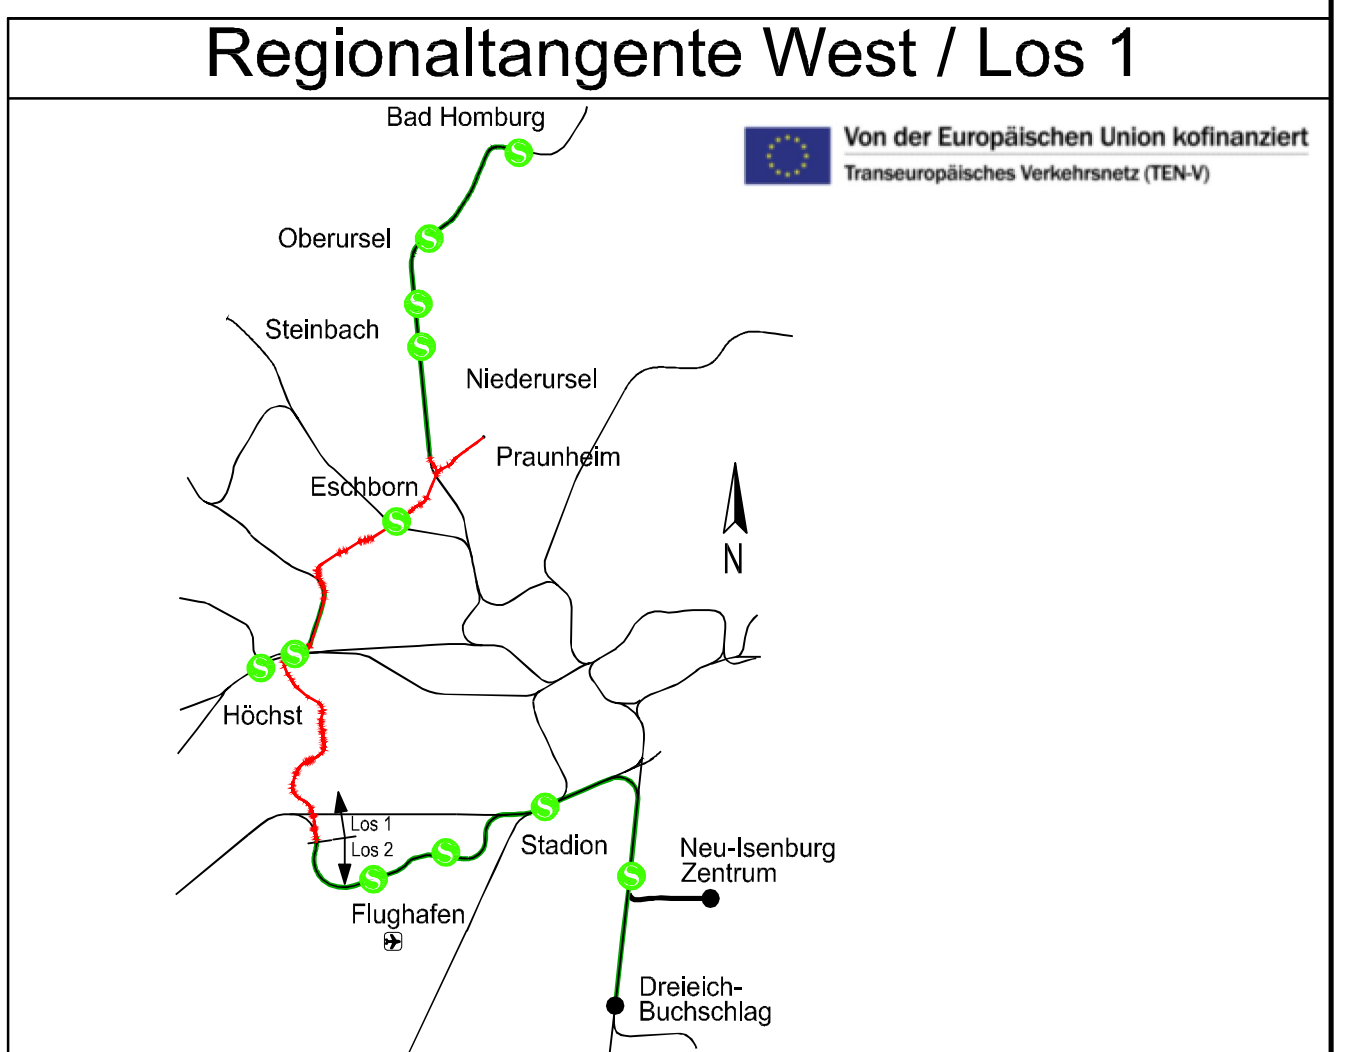 Regionaltangente West / Los 1
Bad Homburg
Von der Europäischen Union kofinanziert
Transeuropäisches Verkehrsnetz (TEN-V)
Oberursel
Steinbach
Niederursel
Praunheim
Eschborn
N
Höchst
Los 1
Los 2
Stadion
Neu-Isenburg
Zentrum
Flughafen
Dreieich-
Buchschlag
S
S
S
S
S
S
S
S
S
S
S